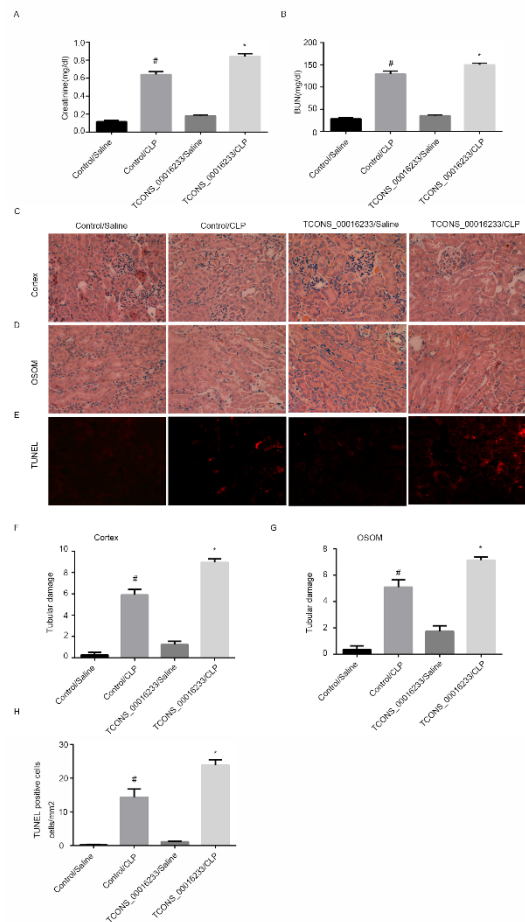 A
Creatinine(mg/dl)
1.0
0.8
0.6
0.4
0.2
0.0
#
*
Control/Saline
Control/CLP
TCONS_00016233/Saline
TCONS_00016233/CLP
B
BUN(mg/dl)
200
150
100
50
0
#
*
Control/Saline
Control/CLP
TCONS_00016233/Saline
TCONS_00016233/CLP
C
Control/Saline
Control/CLP
TCONS_00016233/Saline
TCONS_00016233/CLP
Cortex
D
OSOM
E
TUNEL
F
Cortex
Tubular damage
10
8
6
4
2
0
#
*
Control/Saline
Control/CLP
TCONS_00016233/Saline
TCONS_00016233/CLP
G
OSOM
Tubular damage
8
6
4
2
0
#
*
Control/Saline
Control/CLP
TCONS_00016233/Saline
TCONS_00016233/CLP
H
TUNEL positive cells
cells/mm2
30
20
10
0
#
*
Control/Saline
Control/CLP
TCONS_00016233/Saline
TCONS_00016233/CLP